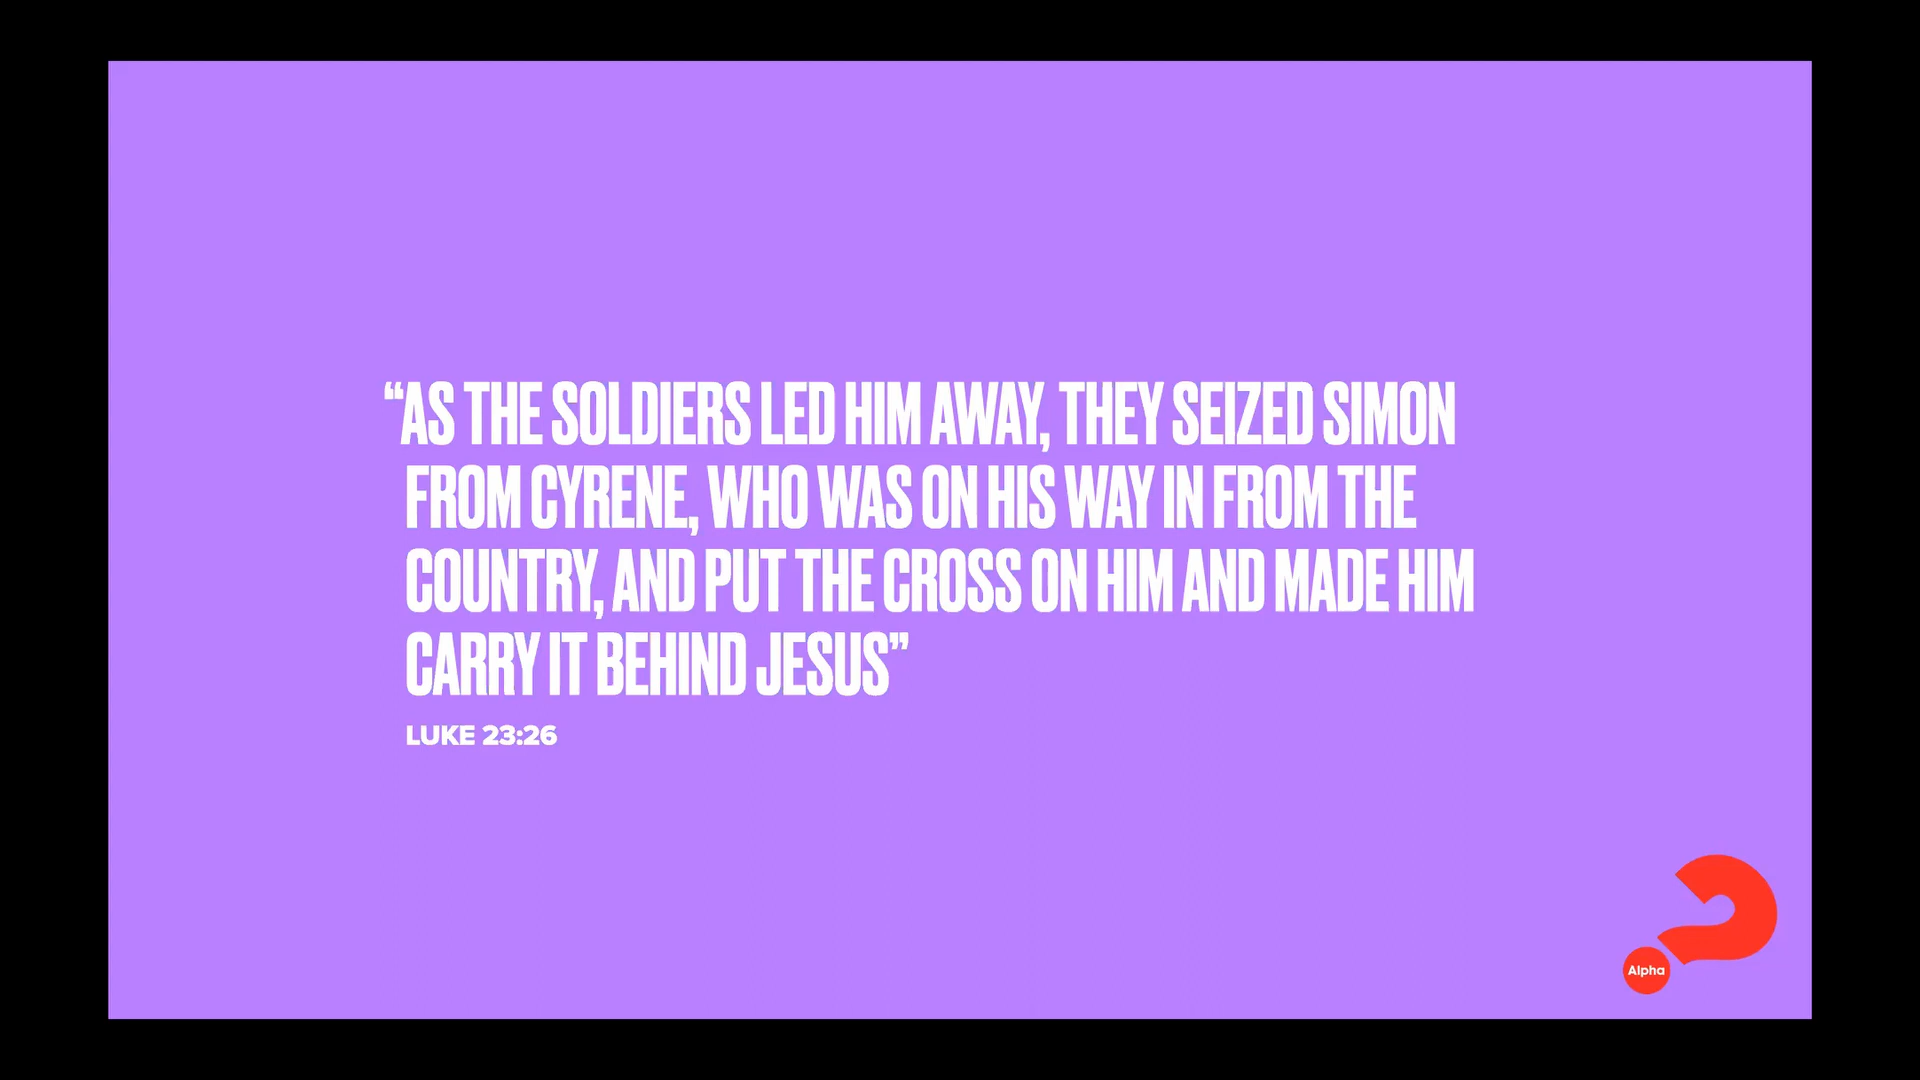 “AS THE SOLDIERS LED HIM AWAY, THEY SEIZED SIMON
FROM CYRENE, WHO WAS ON HIS WAY IN FROM THE
COUNTRY, AND PUT THE CROSS ON HIM AND MADE HIM
CARRY IT BEHIND JESUS”
LUKE 23:26
Alpha